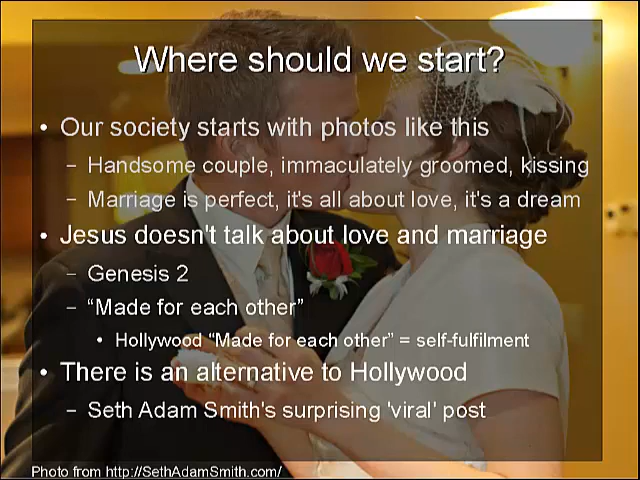 Where should we start?
• Our society starts with photos like this
– Handsome couple, immaculately groomed, kissing
– Marriage is perfect, it's all about love, it's a dream
• Jesus doesn't talk about love and marriage
– Genesis 2
– “Made for each other”
• Hollywood “Made for each other” = self-fulfilment
• There is an alternative to Hollywood
– Seth Adam Smith's surprising 'viral' post
Photo from http://SethAdamSmith.com/